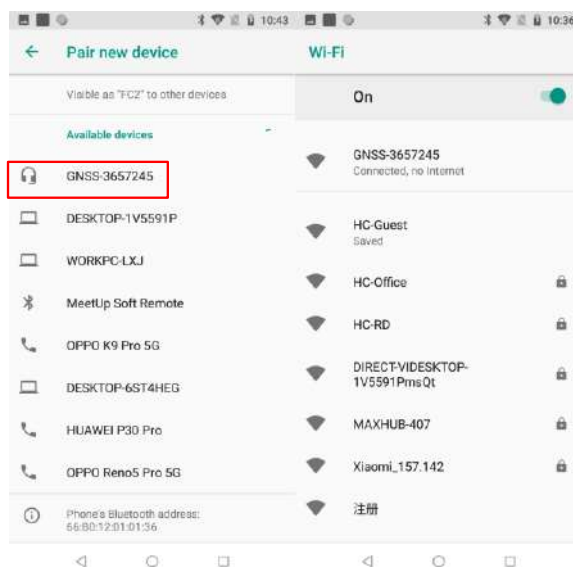 10:43
Pair new device
Visible as "FC2" to other devices
Available devices
GNSS-3657245
DESKTOP-1V5591P
WORKPC-LXJ
MeetUp Soft Remote
OPPO K9 Pro 5G
DESKTOP-6ST4HEG
HUAWEI P30 Pro
OPPO Reno5 Pro 5G
Phone's Bluetooth address:
66:80:12:01:01:36
10:36
Wi-Fi
On
GNSS-3657245
Connected, no Internet
HC-Guest
Saved
HC-Office
HC-RD
DIRECT-VIDESKTOP-
1V5591PmsQt
MAXHUB-407
Xiaomi_157.142
注册